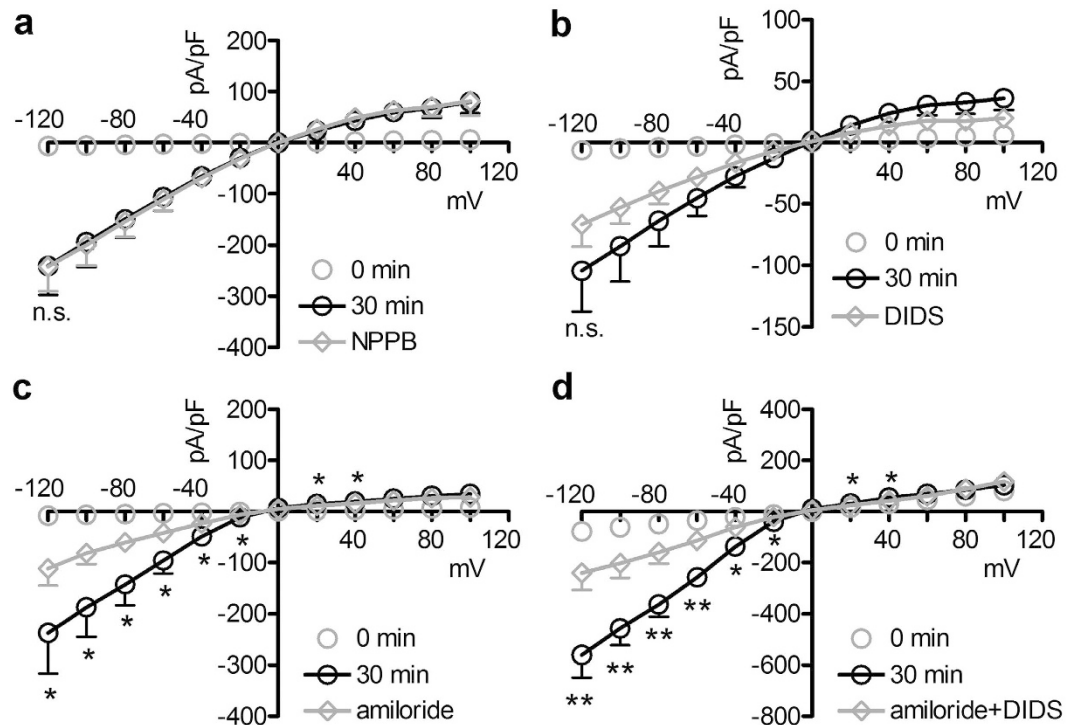 a
pA/pF
200
100
-120
-80
-40
40
80
120
mV
-100
-200
-300
-400
n.s.
0 min
30 min
NPPB
b
pA/pF
100
50
-120
-80
-40
40
80
120
mV
-50
-100
-150
n.s.
0 min
30 min
DIDS
c
pA/pF
200
100
* *
-120
-80
-40
40
80
120
mV
-100
* *
*
-200
*
*
-300
*
-400
0 min
30 min
amiloride
d
pA/pF
400
200
* *
-120
-80
-40
40
80
120
mV
*
-200
*
**
-400
**
**
-600
**
-800
0 min
30 min
amiloride+DIDS